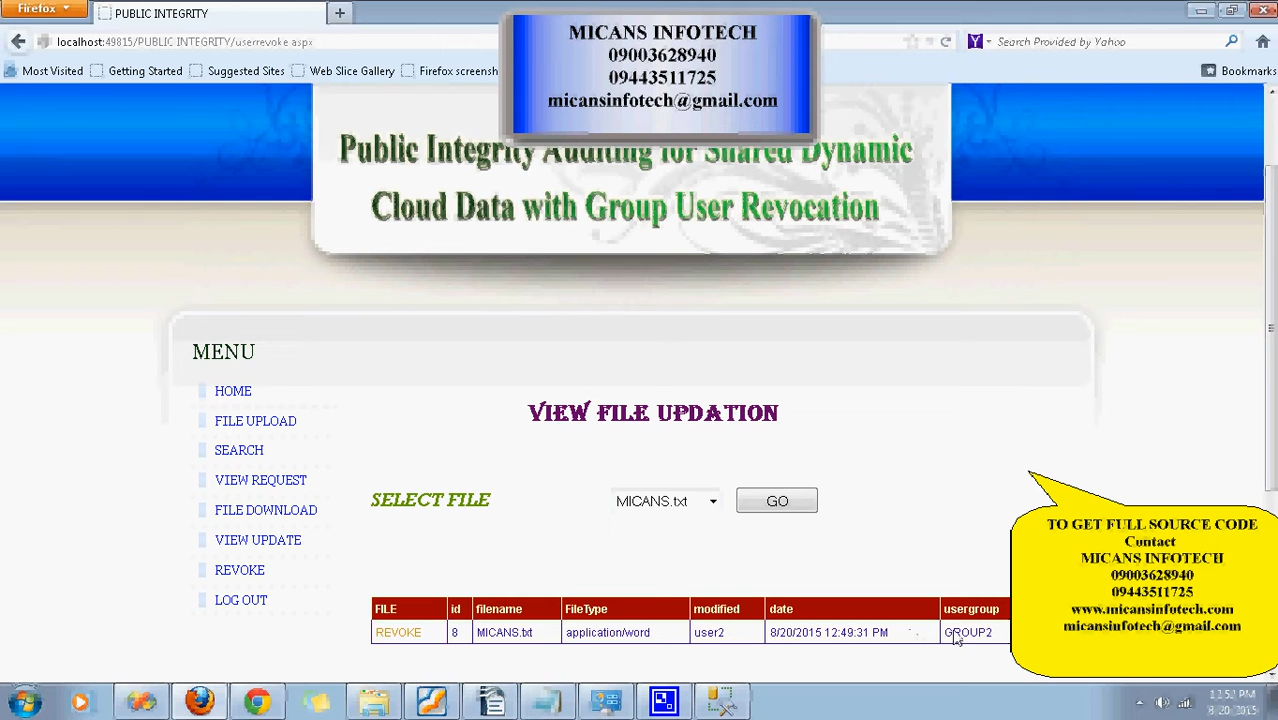 Firefox
PUBLIC INTEGRITY
localhost:49815/PUBLIC INTEGRITY/userrevoke.aspx
Search Provided by Yahoo
Most Visited
Getting Started
Suggested Sites
Web Slice Gallery
Firefox screensh
Bookmarks
MICANS INFOTECH
09003628940
09443511725
micansinfotech@gmail.com
Public Integrity Auditing for Shared Dynamic
Cloud Data with Group User Revocation
MENU
HOME
FILE UPLOAD
SEARCH
VIEW REQUEST
FILE DOWNLOAD
VIEW UPDATE
REVOKE
LOG OUT
VIEW FILE UPDATION
SELECT FILE MICANS.txt GO
FILE id filename FileType modified date usergroup
REVOKE 8 MICANS.txt application/word user2 8/20/2015 12:49:31 PM GROUP2
TO GET FULL SOURCE CODE
Contact
MICANS INFOTECH
09003628940
09443511725
www.micansinfotech.com
micansinfotech@gmail.com
8-20-2015